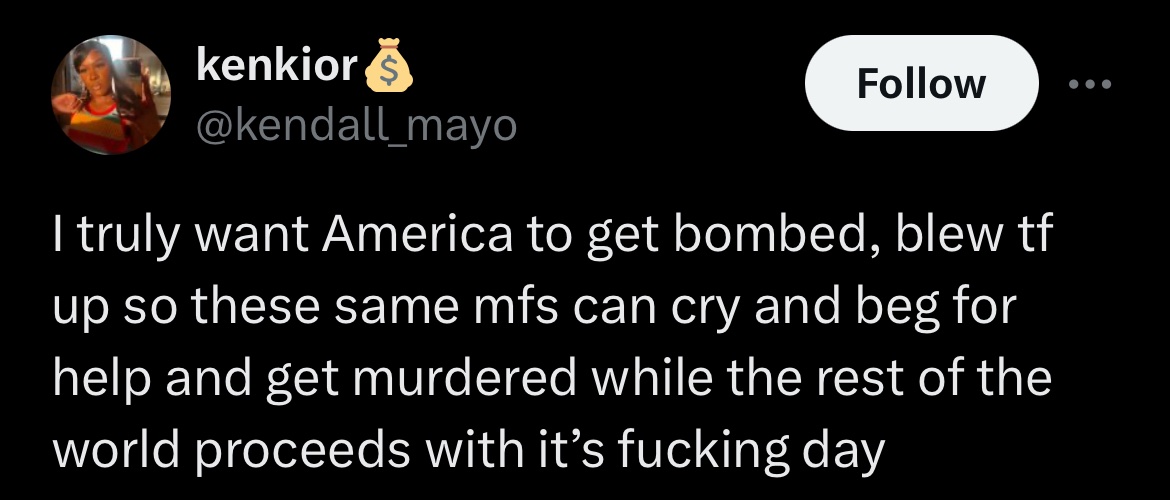 kenkior💰
@kendall_mayo
Follow
I truly want America to get bombed, blew tf
up so these same mfs can cry and beg for
help and get murdered while the rest of the
world proceeds with it’s fucking day